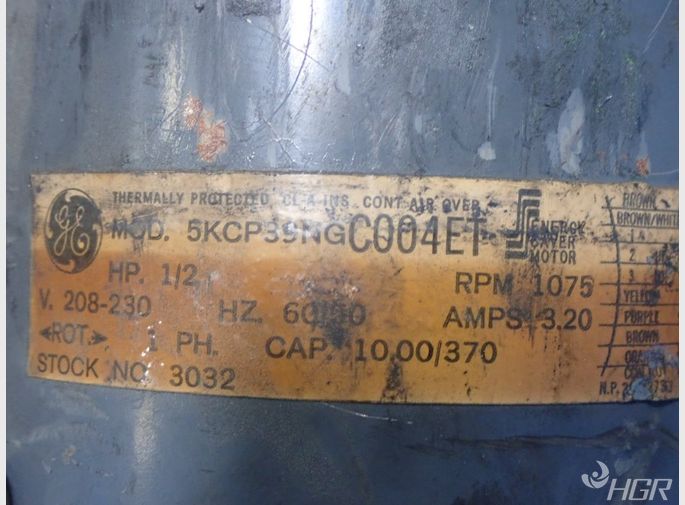 THERMALLY PROTECTED CL-A INS CONT AIR OVER
GE
MOD. 5KCP39NGC004ET
ENERGY SAVER MOTOR
HP. 1/2
RPM 1075
V. 208-230
HZ.
AMPS 3.20
ROT.
1 PH.
CAP. 10.00/370
STOCK NO. 3032
BROWN
BROWN/WHITE
2
3
YELLOW
PURPLE
BROWN
N.P.
HGR